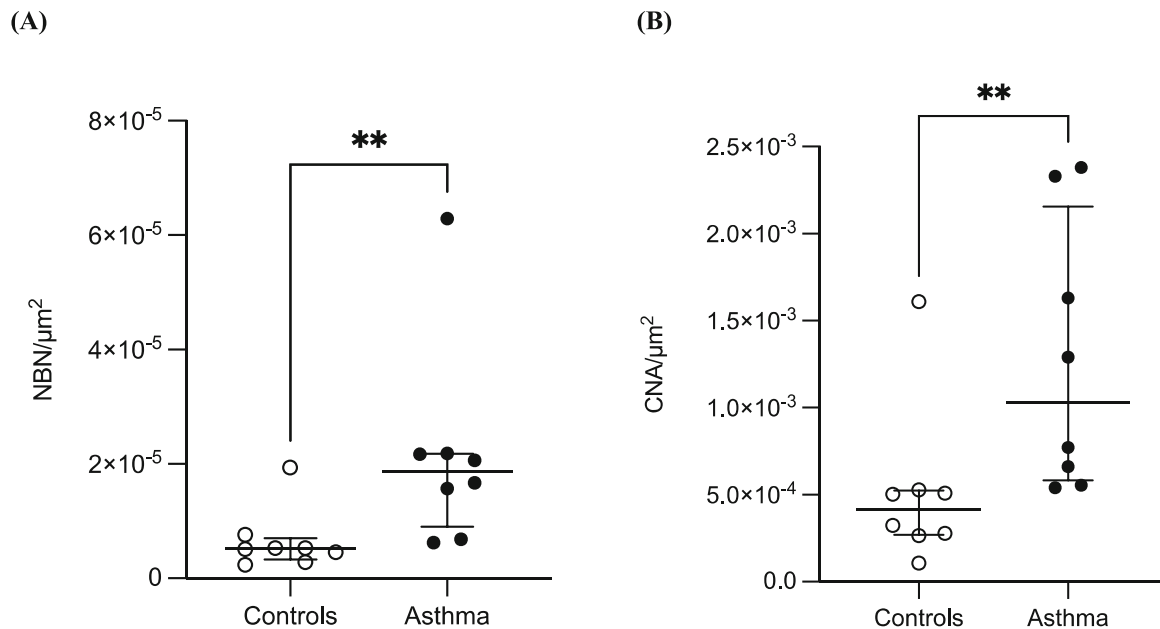 (A)
(B)
NBN/µm²
8×10⁻⁵
6×10⁻⁵
4×10⁻⁵
2×10⁻⁵
0
**
Controls
Asthma
CNA/µm²
2.5×10⁻³
2.0×10⁻³
1.5×10⁻³
1.0×10⁻³
5.0×10⁻⁴
0.0
**
Controls
Asthma